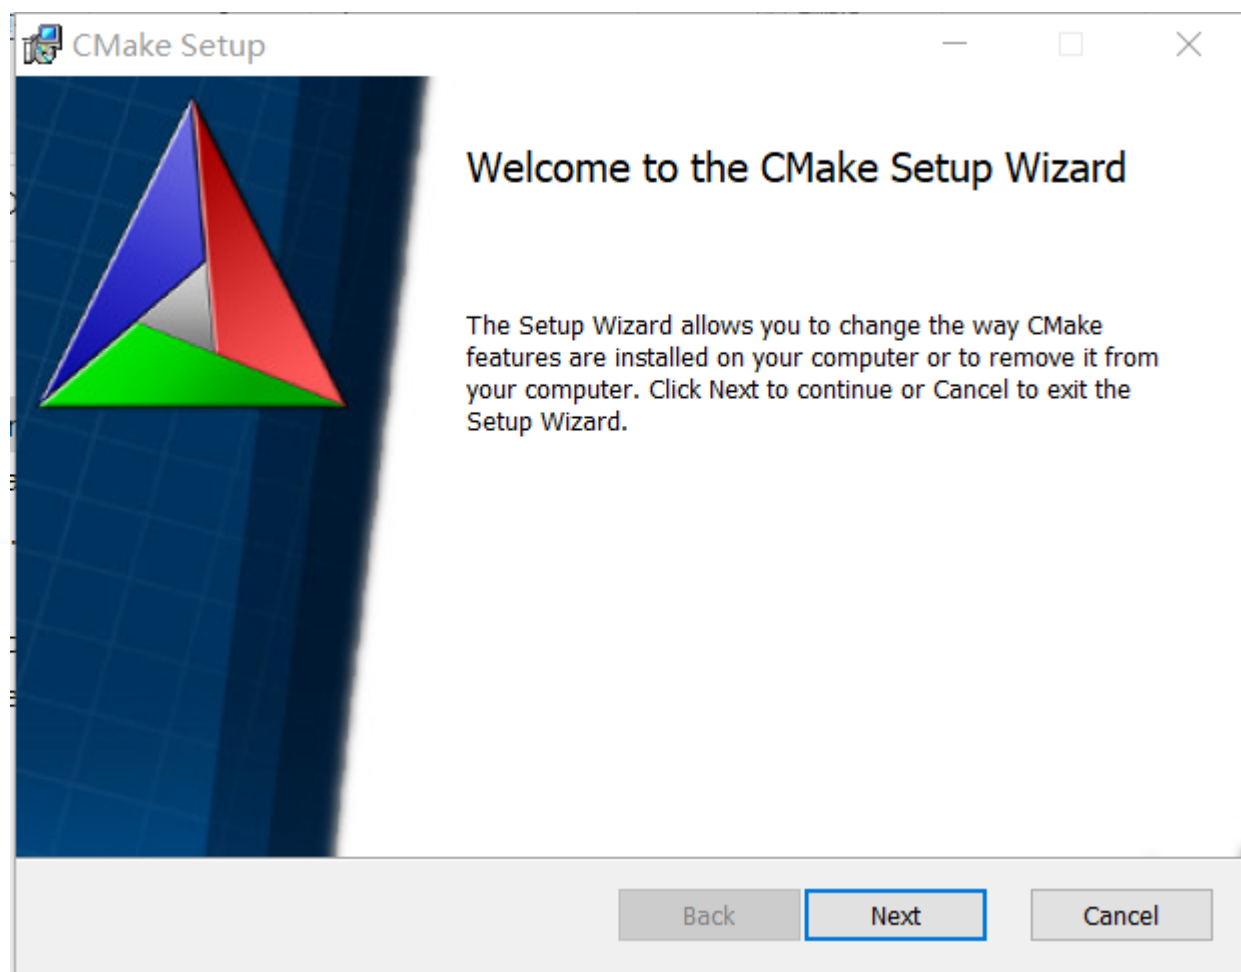 CMake Setup
Welcome to the CMake Setup Wizard
The Setup Wizard allows you to change the way CMake
features are installed on your computer or to remove it from
your computer. Click Next to continue or Cancel to exit the
Setup Wizard.
Back
Next
Cancel